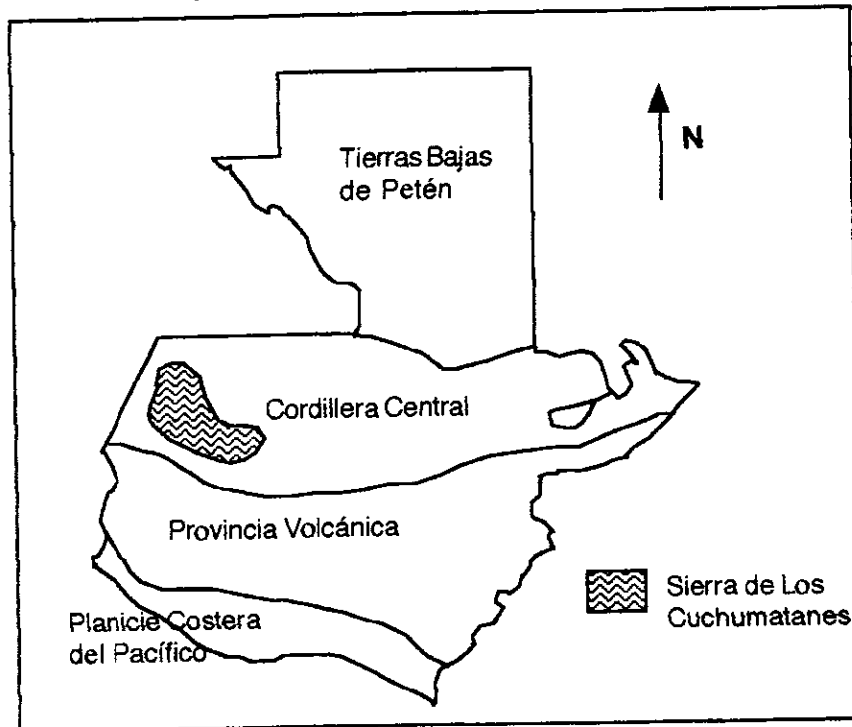 Tierras Bajas
de Petén
N
Cordillera Central
Provincia Volcánica
Sierra de Los
Cuchumatanes
Planicie Costera
del Pacífico